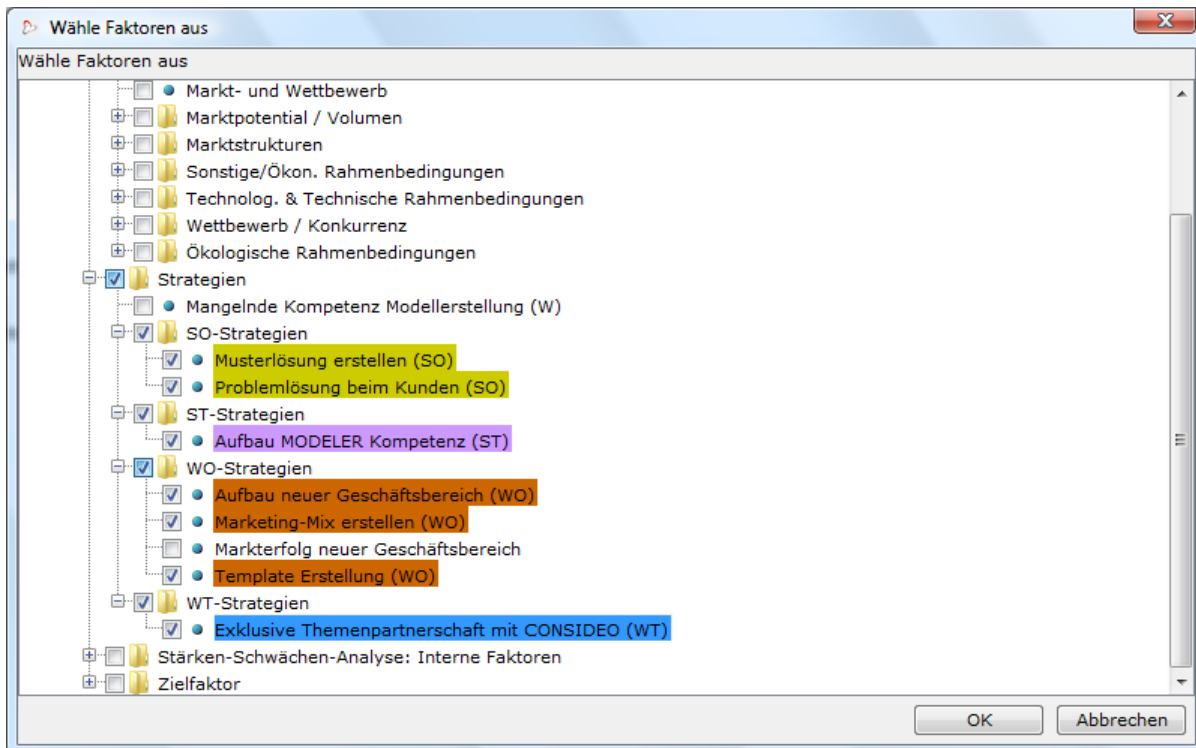 Wähle Faktoren aus
Wähle Faktoren aus
Markt- und Wettbewerb
Marktpotential / Volumen
Marktstrukturen
Sonstige/Ökon. Rahmenbedingungen
Technolog. & Technische Rahmenbedingungen
Wettbewerb / Konkurrenz
Ökologische Rahmenbedingungen
Strategien
Mangelnde Kompetenz Modellerstellung (W)
SO-Strategien
Musterlösung erstellen (SO)
Problemlösung beim Kunden (SO)
ST-Strategien
Aufbau MODELER Kompetenz (ST)
WO-Strategien
Aufbau neuer Geschäftsbereich (WO)
Marketing-Mix erstellen (WO)
Markterfolg neuer Geschäftsbereich
Template Erstellung (WO)
WT-Strategien
Exklusive Themenpartnerschaft mit CONSIDEO (WT)
Stärken-Schwächen-Analyse: Interne Faktoren
Zielfaktor
OK Abbrechen